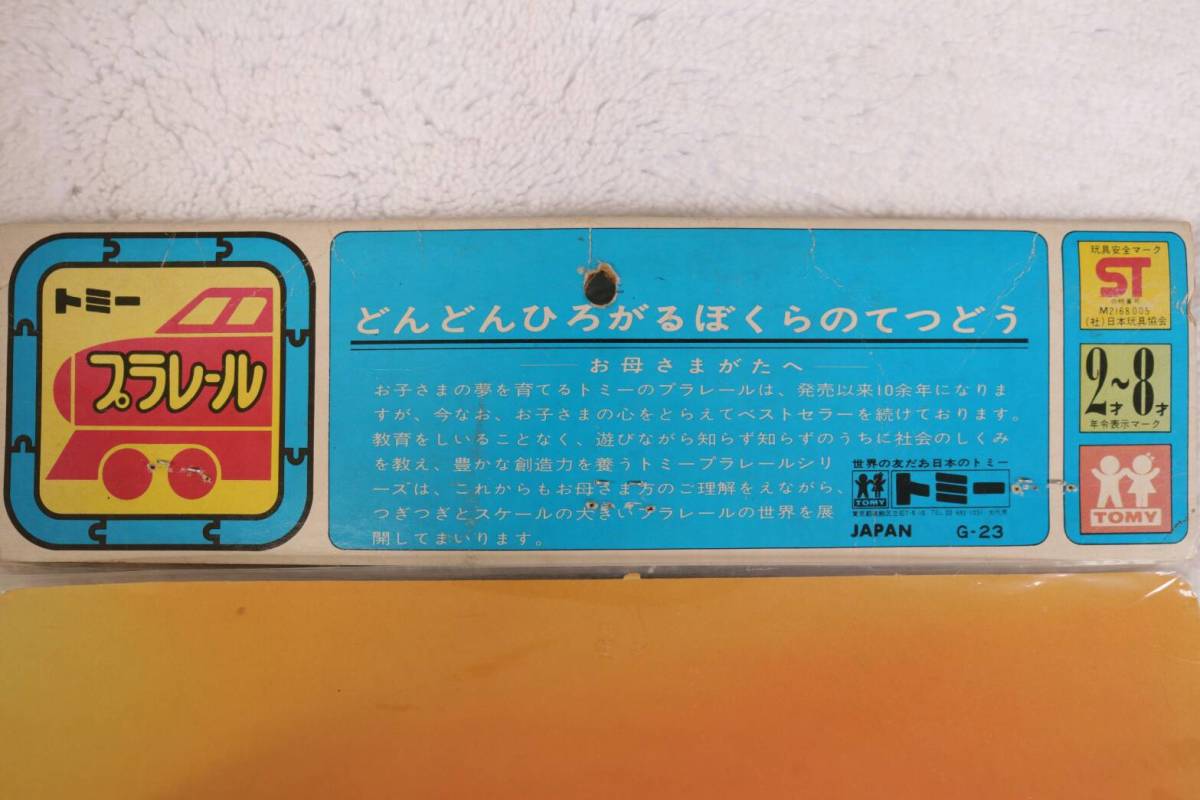 トミー
プラレール
どんどんひろがるぼくらのてつどう
お母さまがたへ
お子さまの夢を育てるトミーのプラレールは、発売以来10余年になりま
すが、今なお、お子さまの心をとらえてベストセラーを続けております。
教育をしいることなく、遊びながら知らず知らずのうちに社会のしくみ
を教え、豊かな創造力を養うトミープラレールシリ
ーズは、これからもお母さま方のご理解をえながら、
つぎつぎとスケールの大きいプラレールの世界を展
開してまいります。
世界の友だち日本のトミー
TOMY
トミー
JAPAN G-23
玩具安全マーク
ST
M2168005
(社)日本玩具協会
2才~8才
年令表示マーク
TOMY